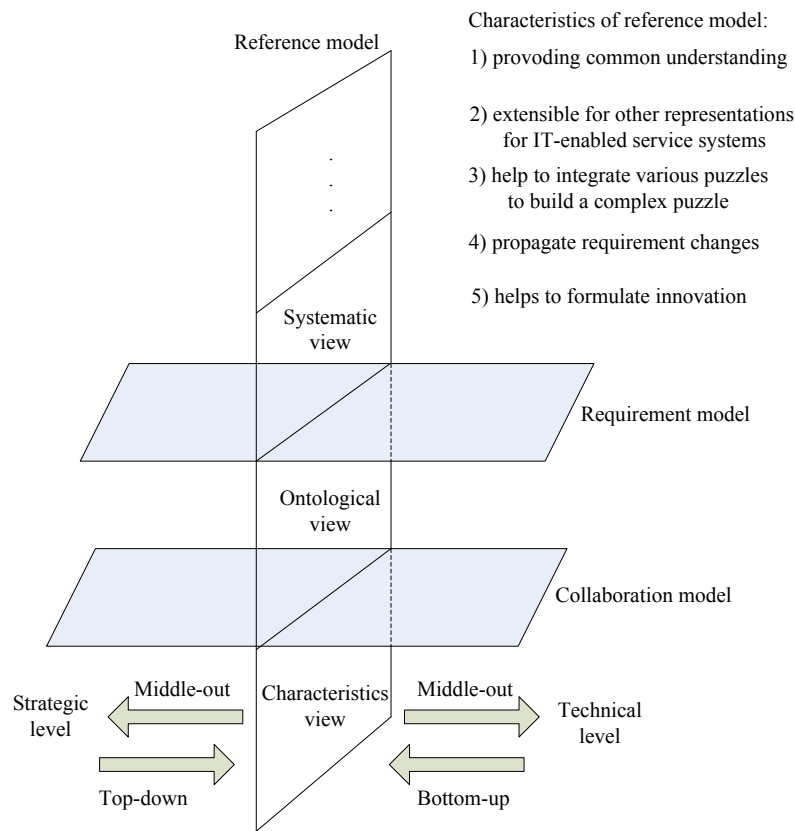 Reference model
Characteristics of reference model:
1) provoding common understanding
2) extensible for other representations
for IT-enabled service systems
3) help to integrate various puzzles
to build a complex puzzle
4) propagate requirement changes
5) helps to formulate innovation
Systematic
view
Requirement model
Ontological
view
Collaboration model
Strategic
level
Middle-out
Top-down
Characteristics
view
Middle-out
Bottom-up
Technical
level